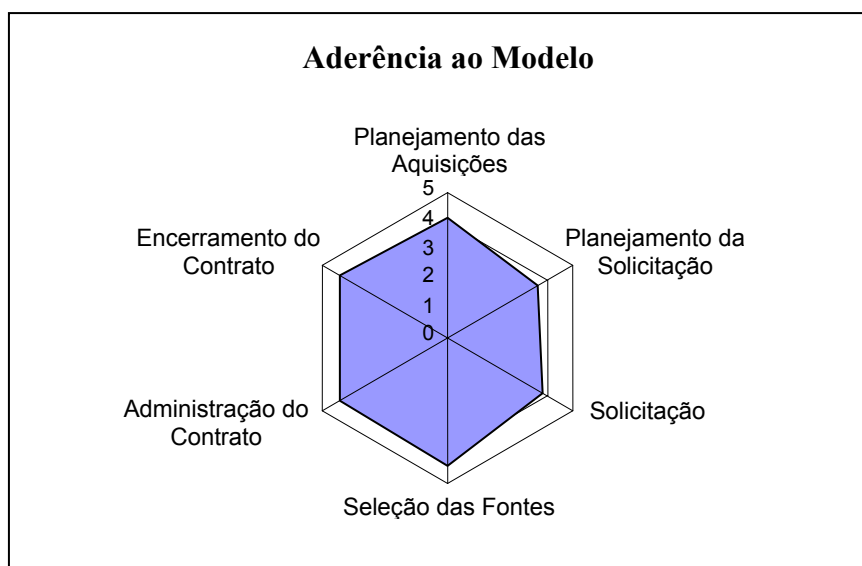 Aderência ao Modelo
Planejamento das
Aquisições
5
4
3
2
1
0
Planejamento da
Solicitação
Solicitação
Seleção das Fontes
Administração do
Contrato
Encerramento do
Contrato